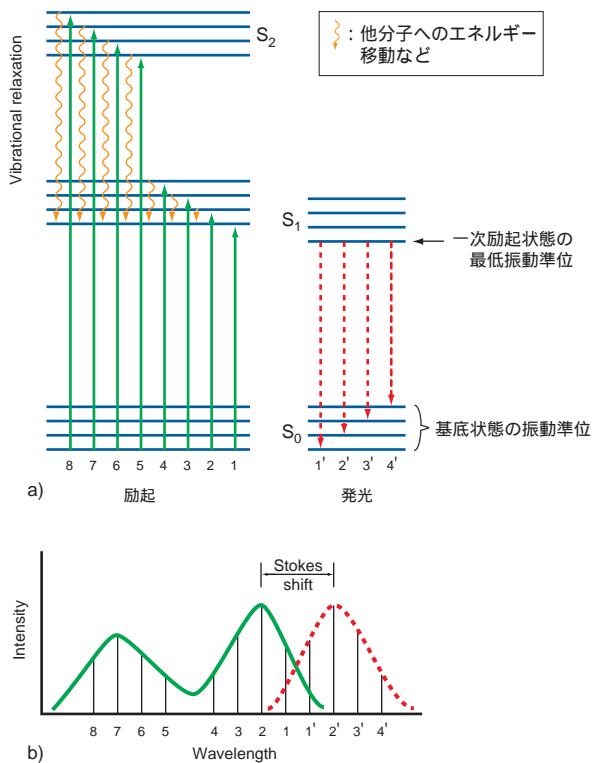 S2
: 他分子へのエネルギー
移動など
Vibrational relaxation
S1
一次励起状態の
最低振動準位
S0
基底状態の振動準位
8 7 6 5 4 3 2 1
1' 2' 3' 4'
a)
励起
発光
Stokes
shift
Intensity
8 7 6 5 4 3 2 1 1' 2' 3' 4'
b)
Wavelength